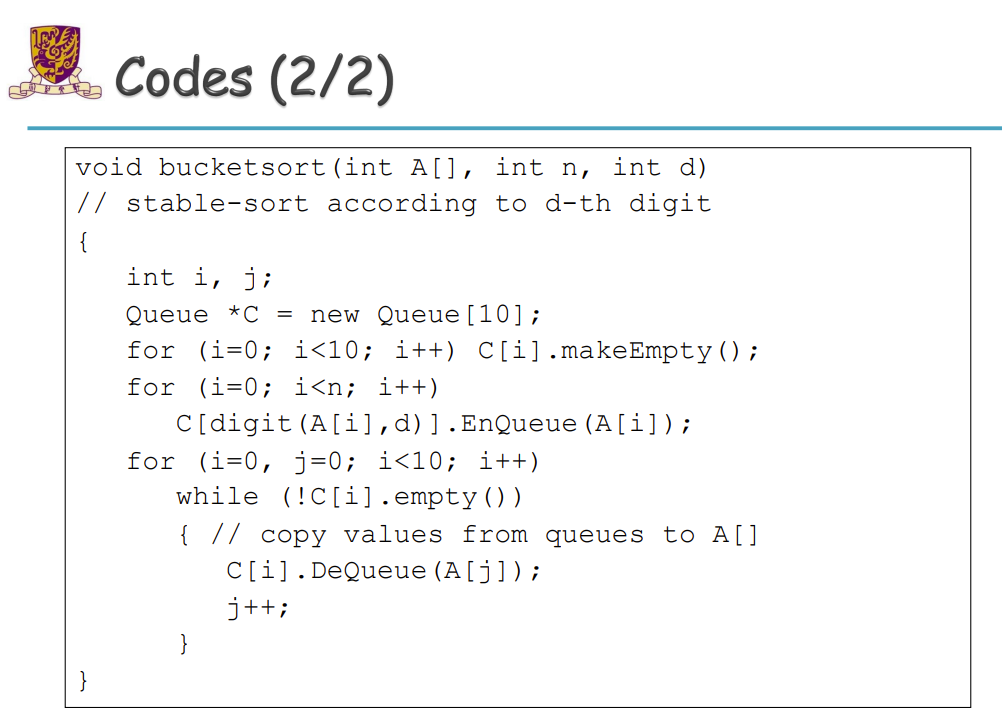 Codes (2/2)
void bucketsort(int A[], int n, int d)
// stable-sort according to d-th digit
{
int i, j;
Queue *C = new Queue[10];
for (i=0; i<10; i++) C[i].makeEmpty();
for (i=0; i<n; i++)
C[digit(A[i],d)].EnQueue(A[i]);
for (i=0, j=0; i<10; i++)
while (!C[i].empty())
{ // copy values from queues to A[]
C[i].DeQueue(A[j]);
j++;
}
}